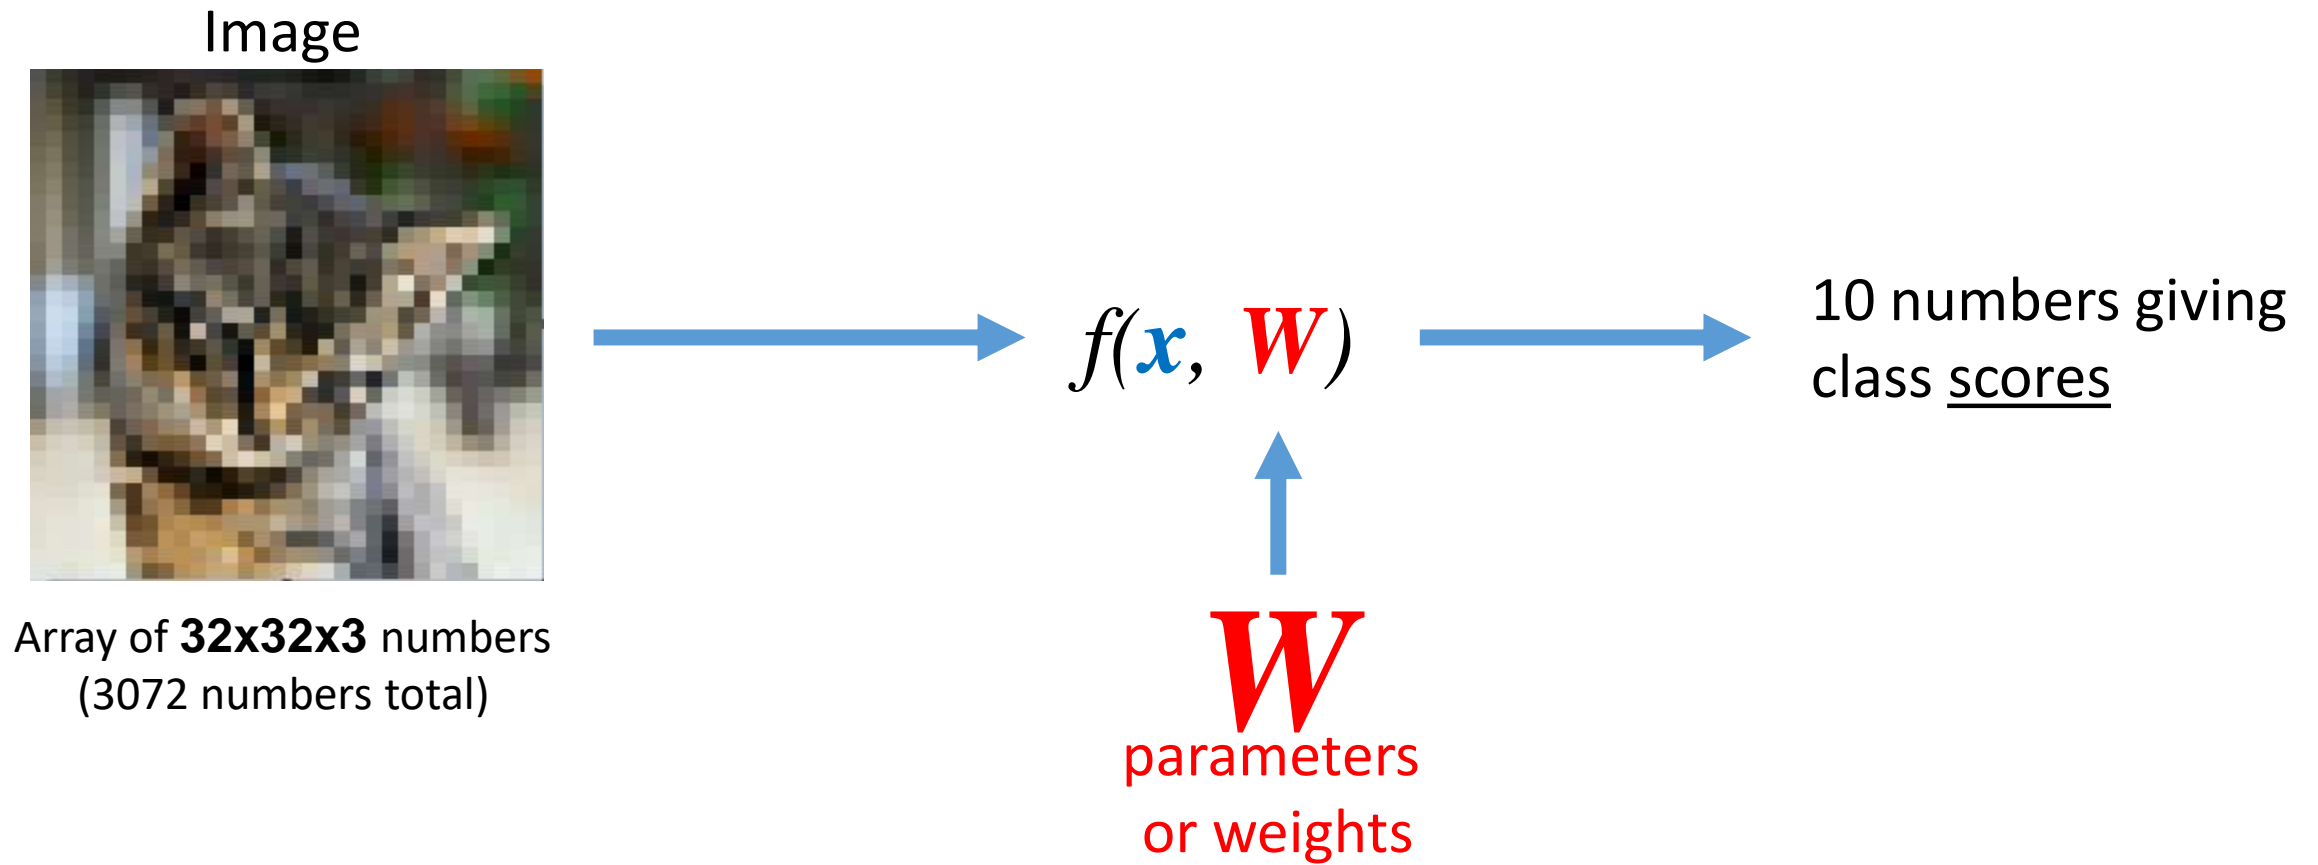 Image
Array of 32x32x3 numbers
(3072 numbers total)
f(x, W)
W
parameters
or weights
10 numbers giving
class scores